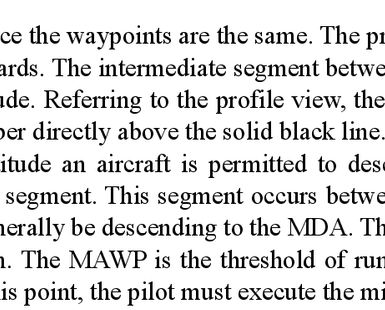 ce the waypoints are the same. The pr
ards. The intermediate segment betwe
ude. Referring to the profile view, the
ber directly above the solid black line.
itude an aircraft is permitted to desc
segment. This segment occurs betwe
nerally be descending to the MDA. Th
n. The MAWP is the threshold of run
is point, the pilot must execute the mi